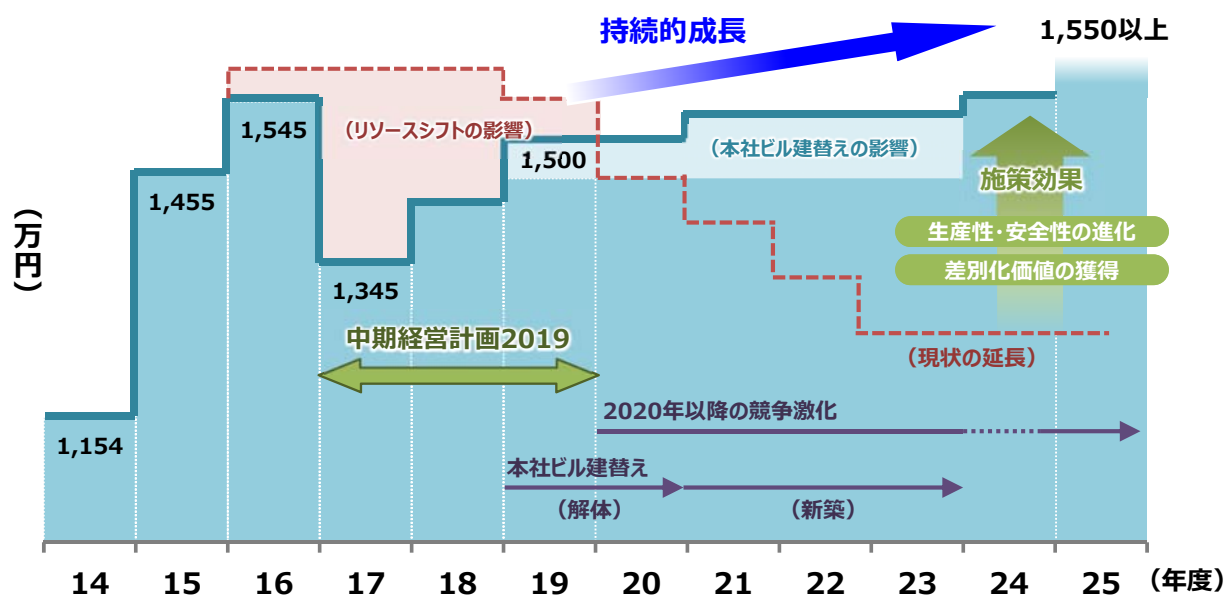 持続的成長
1,550以上
1,545
(リソースシフトの影響)
1,500
(本社ビル建替えの影響)
1,455
施策効果
生産性・安全性の進化
差別化価値の獲得
(万円)
1,345
中期経営計画2019
(現状の延長)
2020年以降の競争激化
1,154
本社ビル建替え
(解体)
(新築)
14 15 16 17 18 19 20 21 22 23 24 25 (年度)